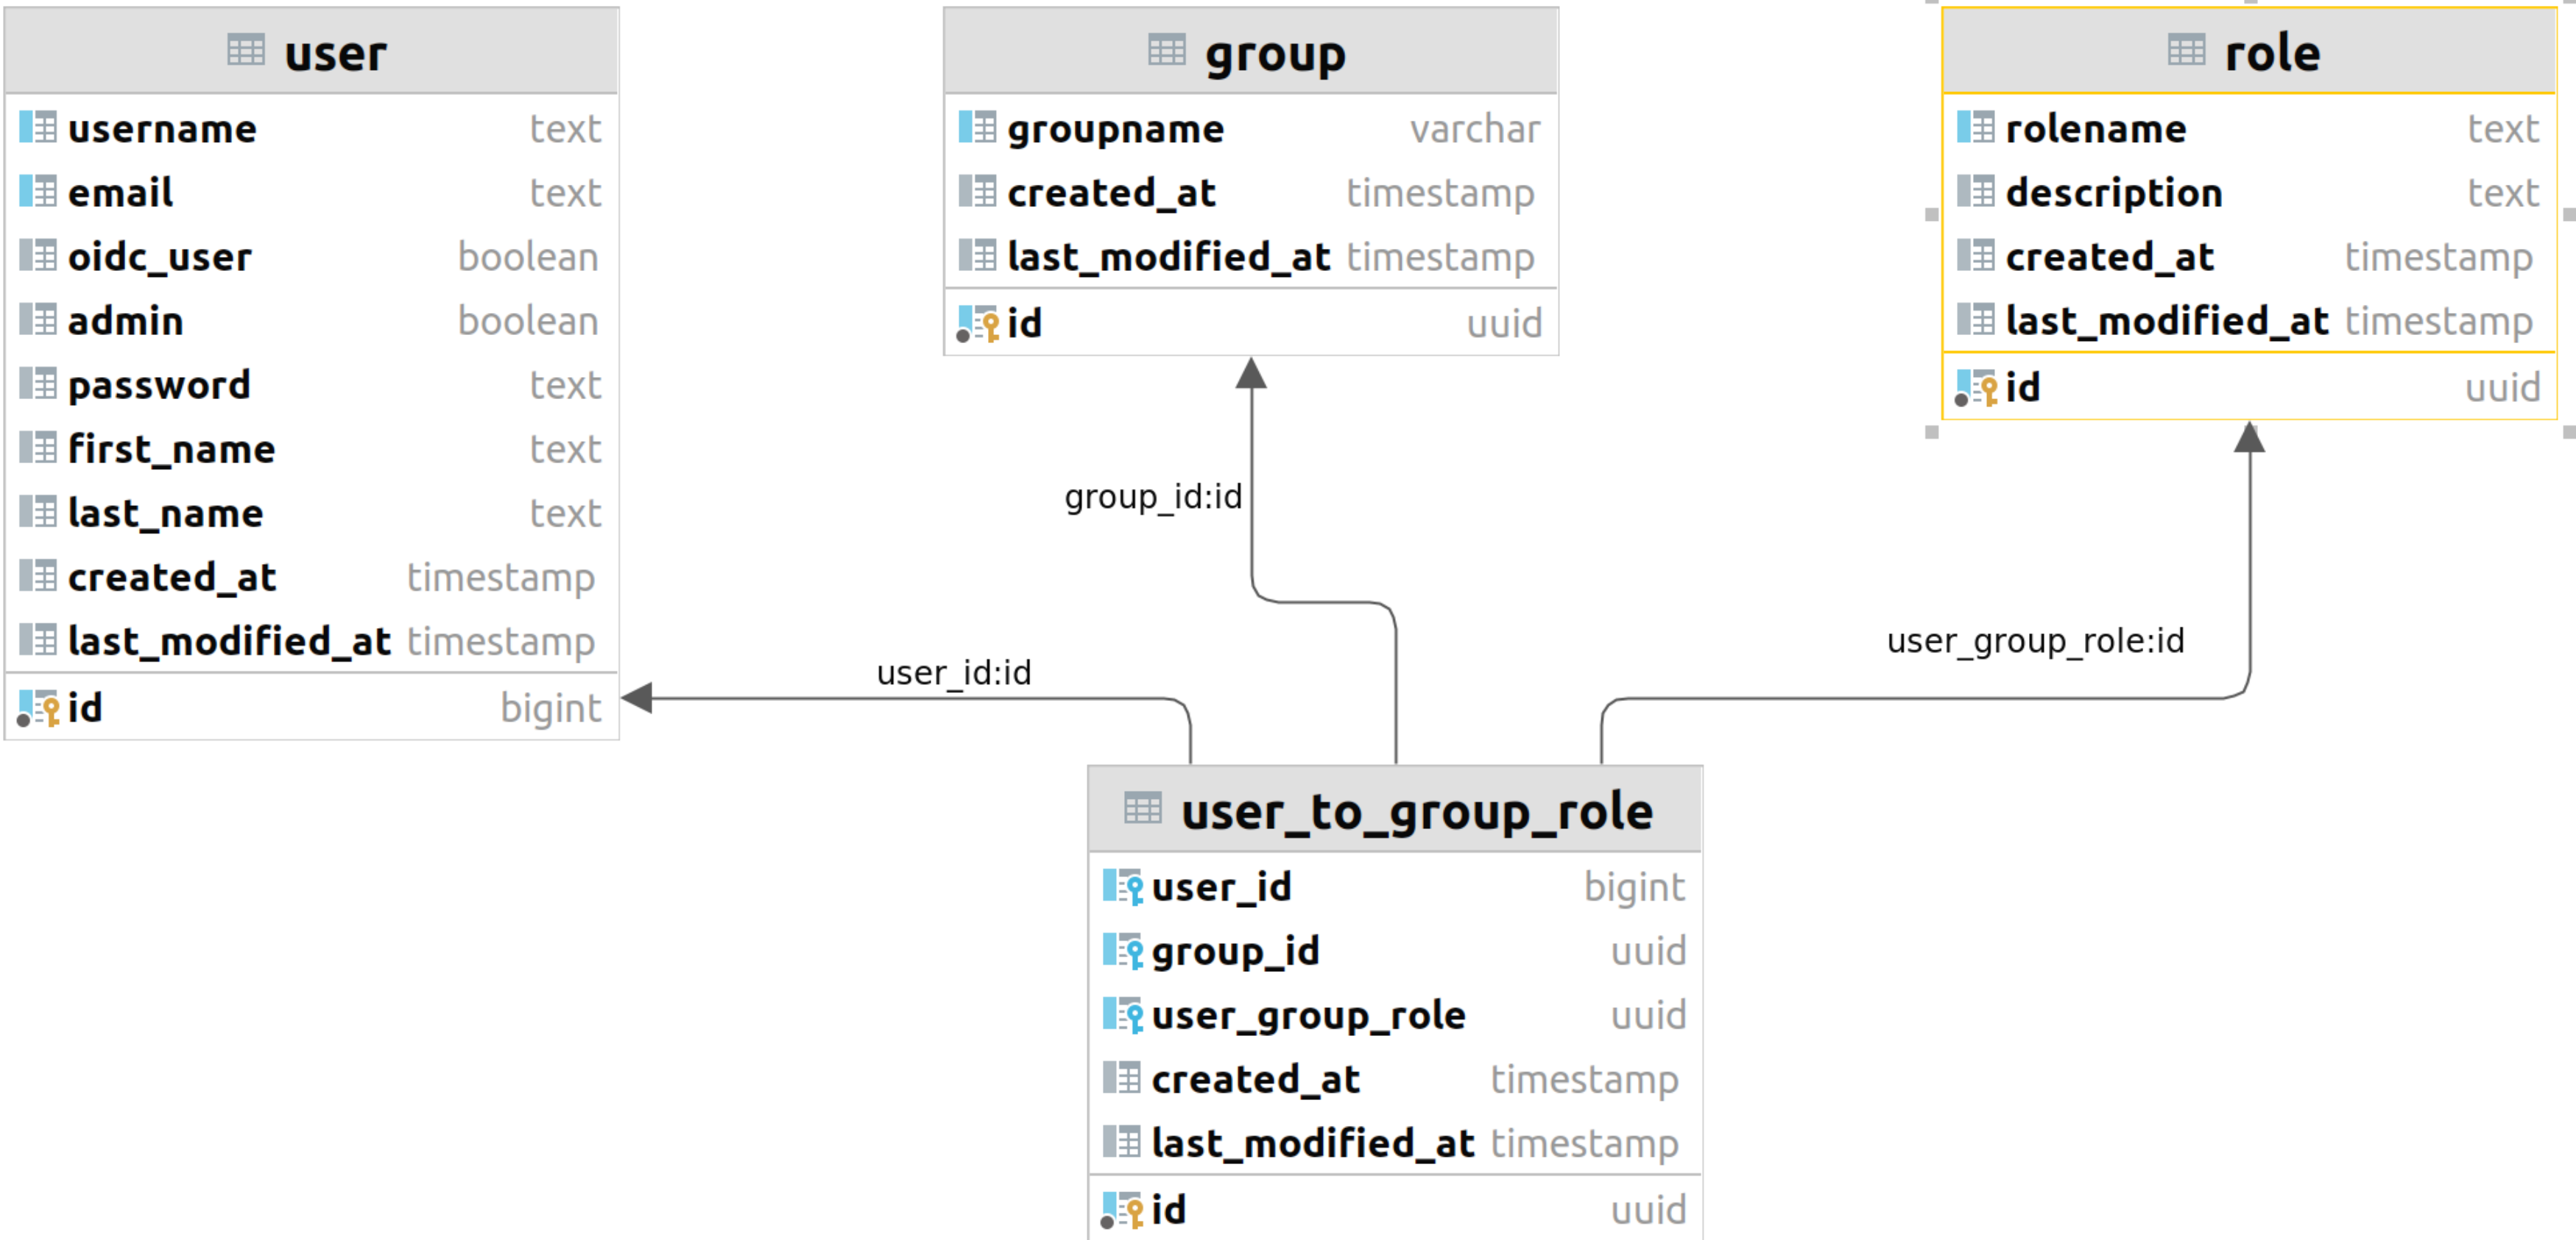 user
username text
email text
oidc_user boolean
admin boolean
password text
first_name text
last_name text
created_at timestamp
last_modified_at timestamp
id bigint
group
groupname varchar
created_at timestamp
last_modified_at timestamp
id uuid
role
rolename text
description text
created_at timestamp
last_modified_at timestamp
id uuid
group_id:id
user_id:id
user_group_role:id
user_to_group_role
user_id bigint
group_id uuid
user_group_role uuid
created_at timestamp
last_modified_at timestamp
id uuid